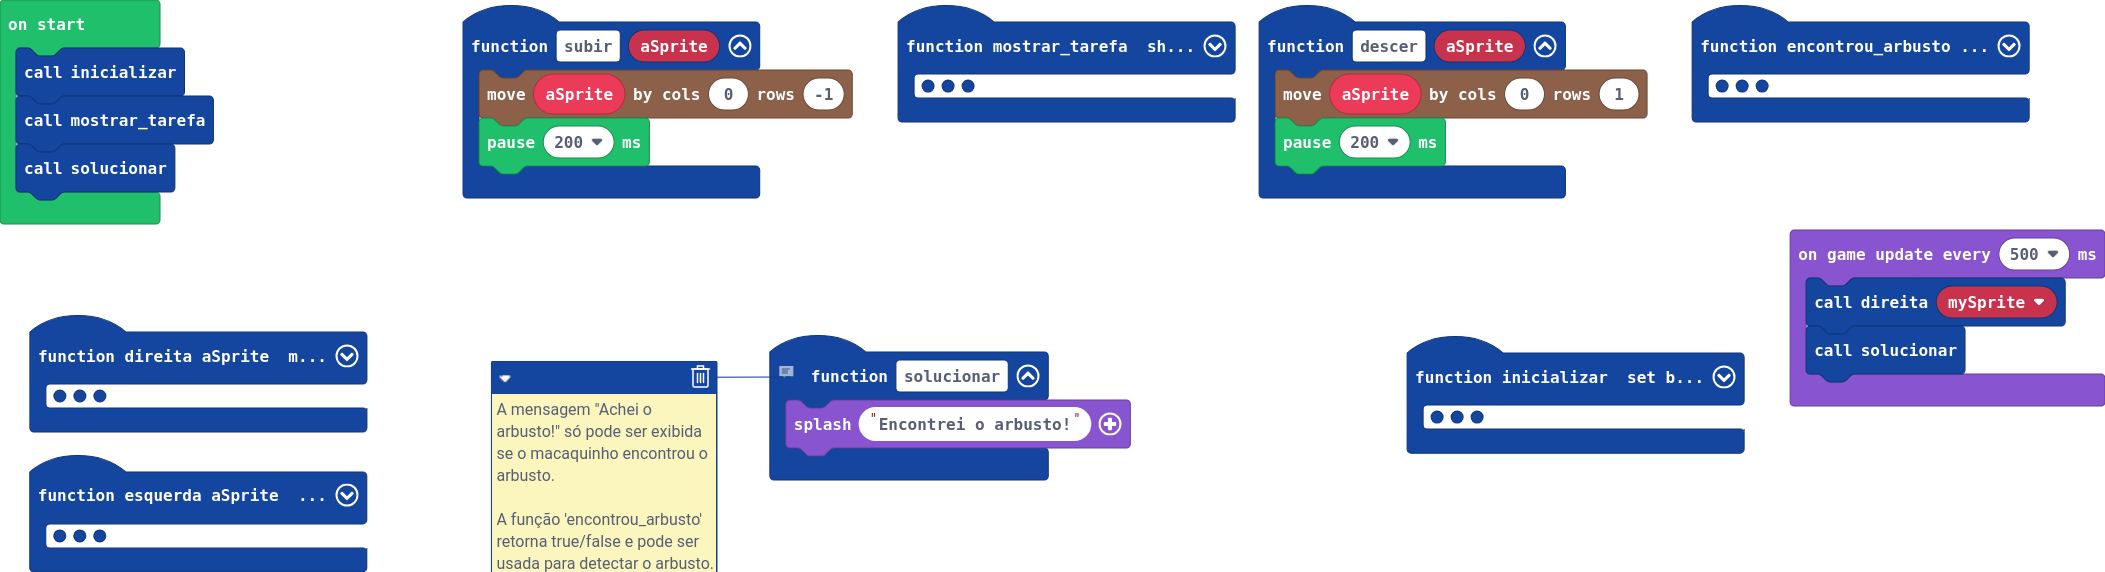 on start
call inicializar
call mostrar_tarefa
call solucionar
function subir aSprite
move aSprite by cols 0 rows -1
pause 200 ms
function mostrar_tarefa sh...
function descer aSprite
move aSprite by cols 0 rows 1
pause 200 ms
function encontrou_arbusto ...
on game update every 500 ms
call direita mySprite
call solucionar
function direita aSprite m...
function esquerda aSprite ...
A mensagem "Achei o
arbusto!" só pode ser exibida
se o macaquinho encontrou o
arbusto.
A função 'encontrou_arbusto'
retorna true/false e pode ser
usada para detectar o arbusto.
function solucionar
splash "Encontrei o arbusto!"
function inicializar set b...